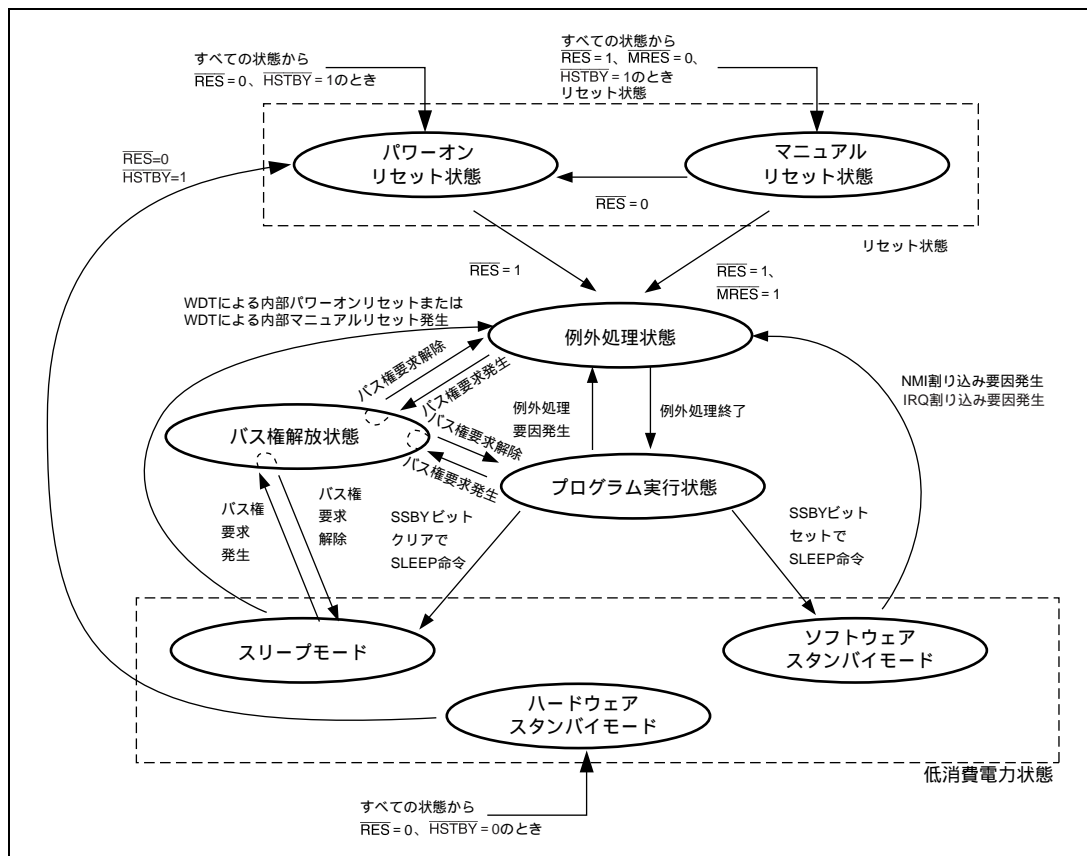 すべての状態から
R̅E̅S̅ = 0、H̅S̅T̅B̅Y̅ = 1のとき
すべての状態から
R̅E̅S̅ = 1、M̅R̅E̅S̅ = 0、
H̅S̅T̅B̅Y̅ = 1のとき
リセット状態
R̅E̅S̅=0
H̅S̅T̅B̅Y̅=1
パワーオン
リセット状態
マニュアル
リセット状態
R̅E̅S̅ = 0
リセット状態
R̅E̅S̅ = 1
R̅E̅S̅ = 1、
M̅R̅E̅S̅ = 1
WDTによる内部パワーオンリセットまたは
WDTによる内部マニュアルリセット発生
例外処理状態
バス権要求解除
バス権要求発生
NMI割り込み要因発生
IRQ割り込み要因発生
例外処理
要因発生
例外処理終了
バス権解放状態
バス権要求解除
バス権要求発生
プログラム実行状態
バス権
要求
発生
バス権
要求
解除
SSBYビット
クリアで
SLEEP命令
SSBYビット
セットで
SLEEP命令
スリープモード
ソフトウェア
スタンバイモード
ハードウェア
スタンバイモード
低消費電力状態
すべての状態から
R̅E̅S̅ = 0、H̅S̅T̅B̅Y̅ = 0のとき